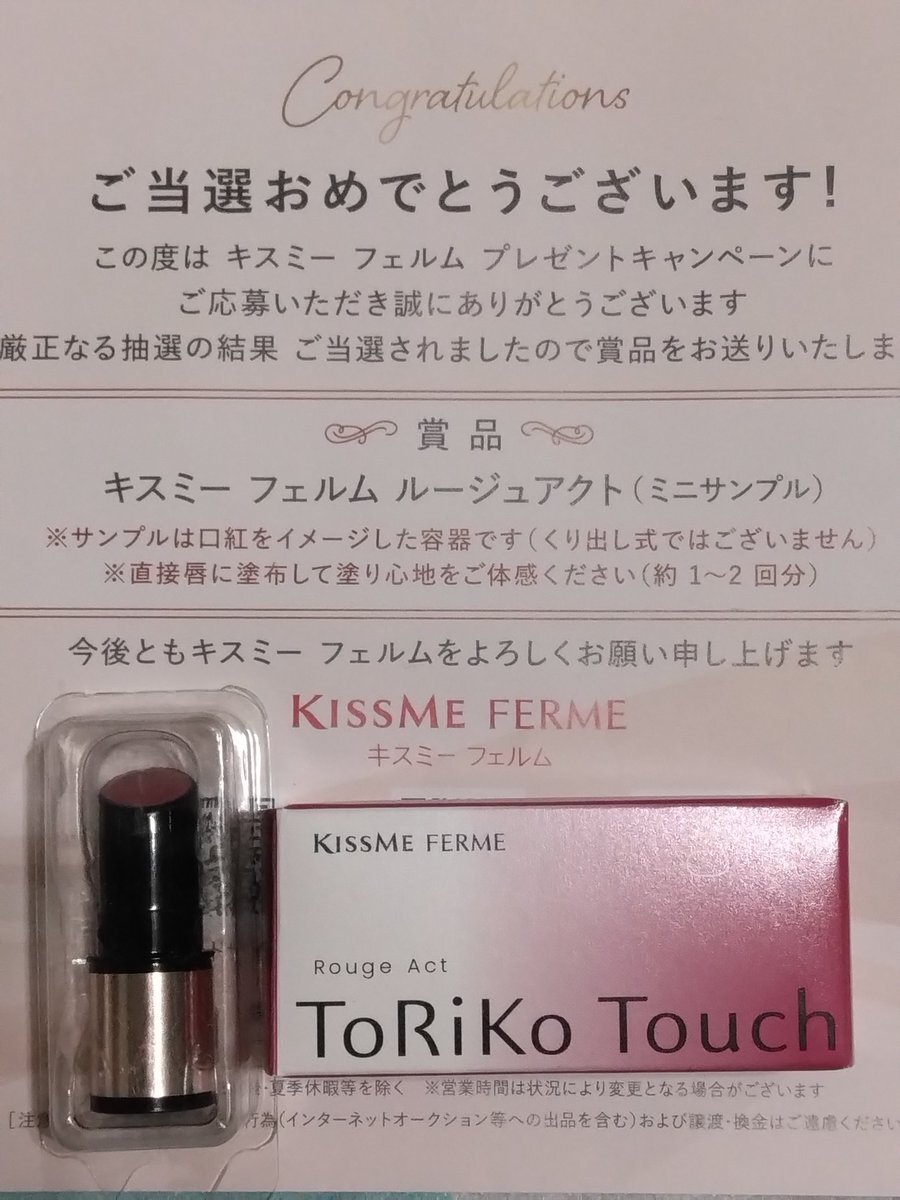 Congratulations
ご当選おめでとうございます!
この度は キスミー フェルム プレゼントキャンペーンに
ご応募いただき誠にありがとうございます
厳正なる抽選の結果 ご当選されましたので賞品をお送りいたしま
賞品
キスミー フェルム ルージュアクト(ミニサンプル)
※サンプルは口紅をイメージした容器です(くり出し式ではございません)
※直接唇に塗布して塗り心地をご体感ください(約 1〜2 回分)
今後ともキスミー フェルムをよろしくお願い申し上げます
KISSME FERME
キスミー フェルム
KISSME FERME
Rouge Act
ToRiKo Touch
・夏季休暇等を除く ※営業時間は状況により変更となる場合がございます
[注 行為(インターネットオークション等への出品を含む)および譲渡・換金はご遠慮ください